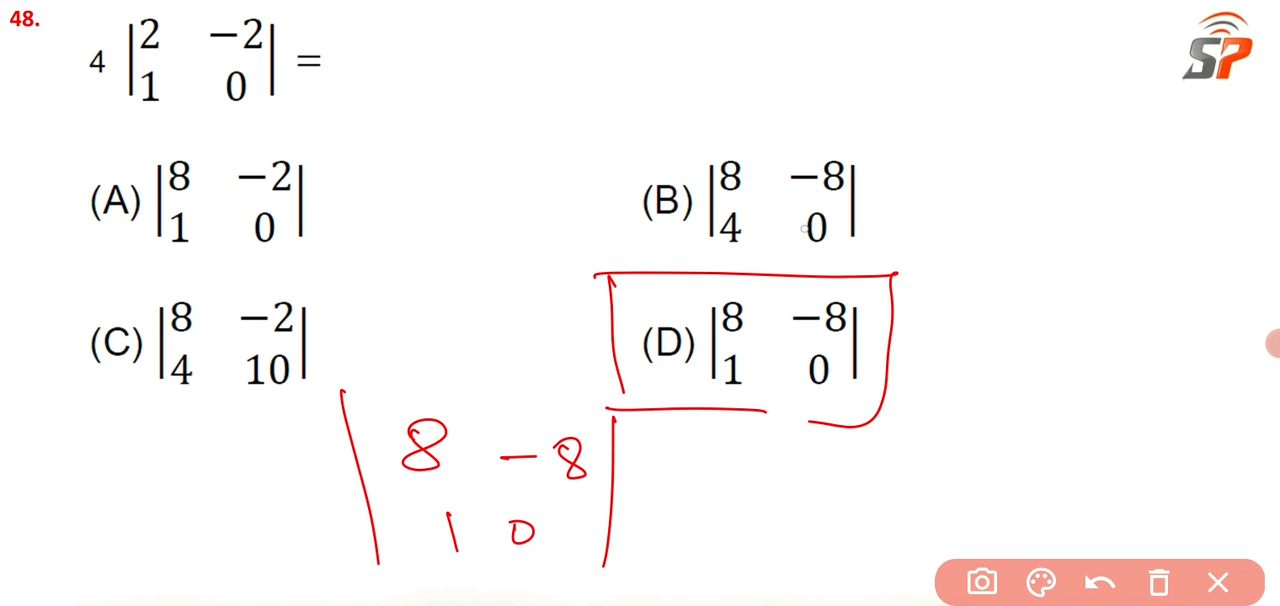 48.
4 |2 −2| =
|1 0|
SP
(A) |8 −2|
|1 0|
(B) |8 −8|
|4 0|
(C) |8 −2|
|4 10|
(D) |8 −8|
|1 0|
|8 −8|
|1 0|